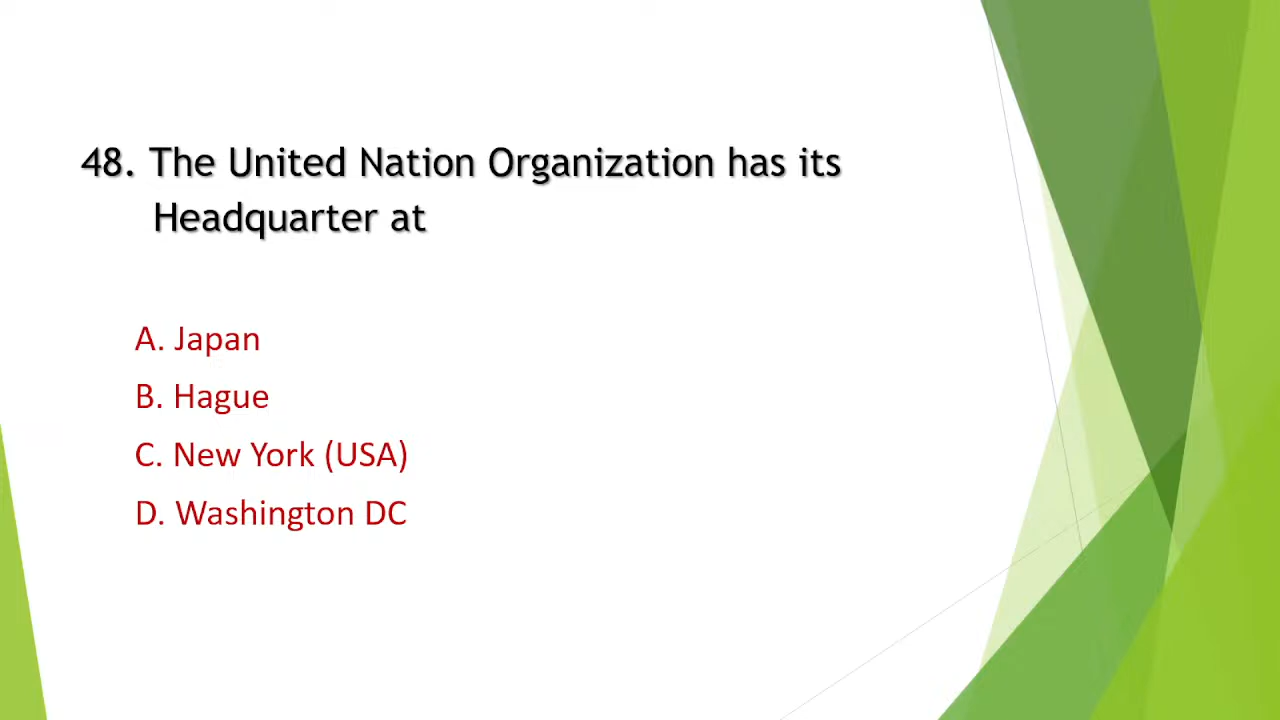 48. The United Nation Organization has its
Headquarter at
A. Japan
B. Hague
C. New York (USA)
D. Washington DC